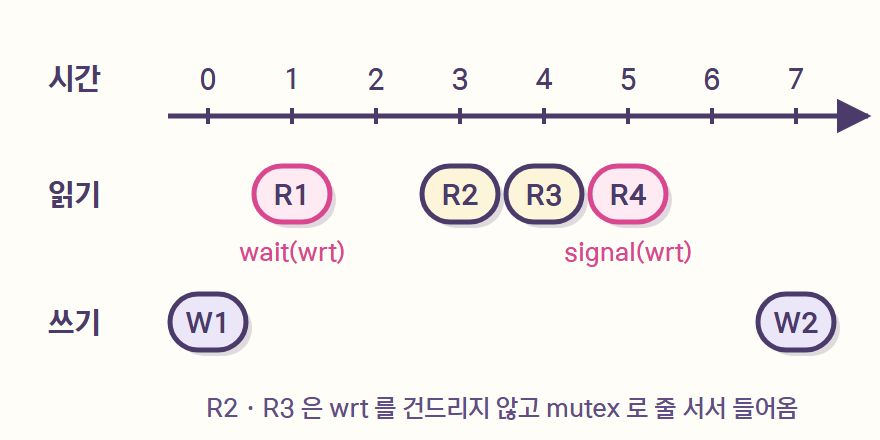 시간 0 1 2 3 4 5 6 7
읽기 R1 R2 R3 R4
wait(wrt) signal(wrt)
쓰기 W1 W2
R2 · R3 은 wrt 를 건드리지 않고 mutex 로 줄 서서 들어옴